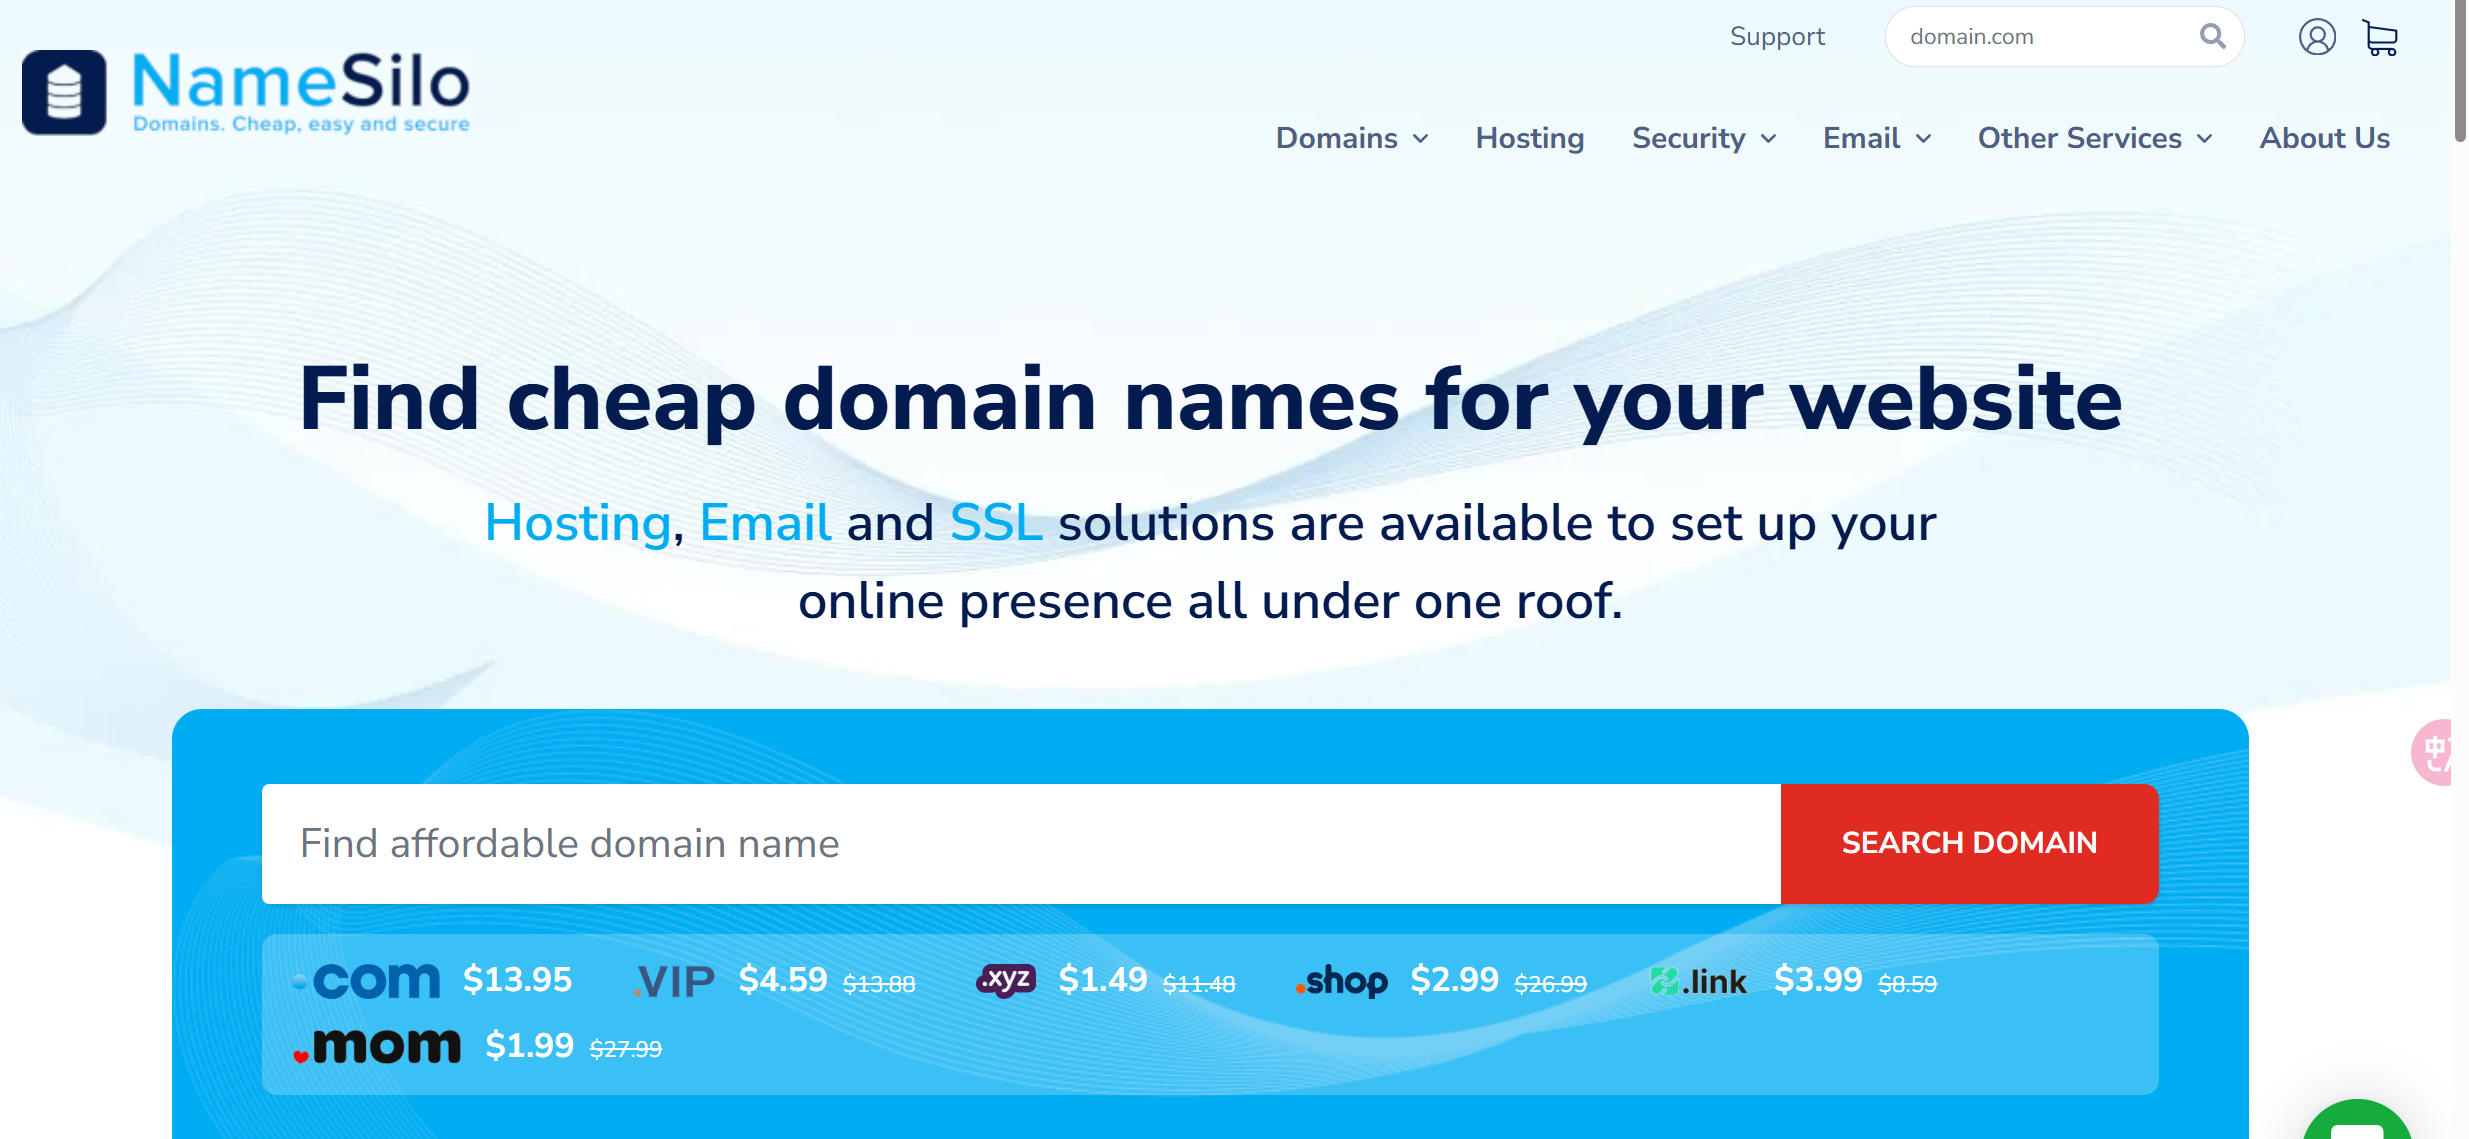 Support
domain.com
NameSilo
Domains. Cheap, easy and secure
Domains Hosting Security Email Other Services About Us
Find cheap domain names for your website
Hosting, Email and SSL solutions are available to set up your
online presence all under one roof.
中
Find affordable domain name
SEARCH DOMAIN
.com $13.95 .VIP $4.59 $13.88 .xyz $1.49 $11.48 .shop $2.99 $26.99 .link $3.99 $8.59
.mom $1.99 $27.99